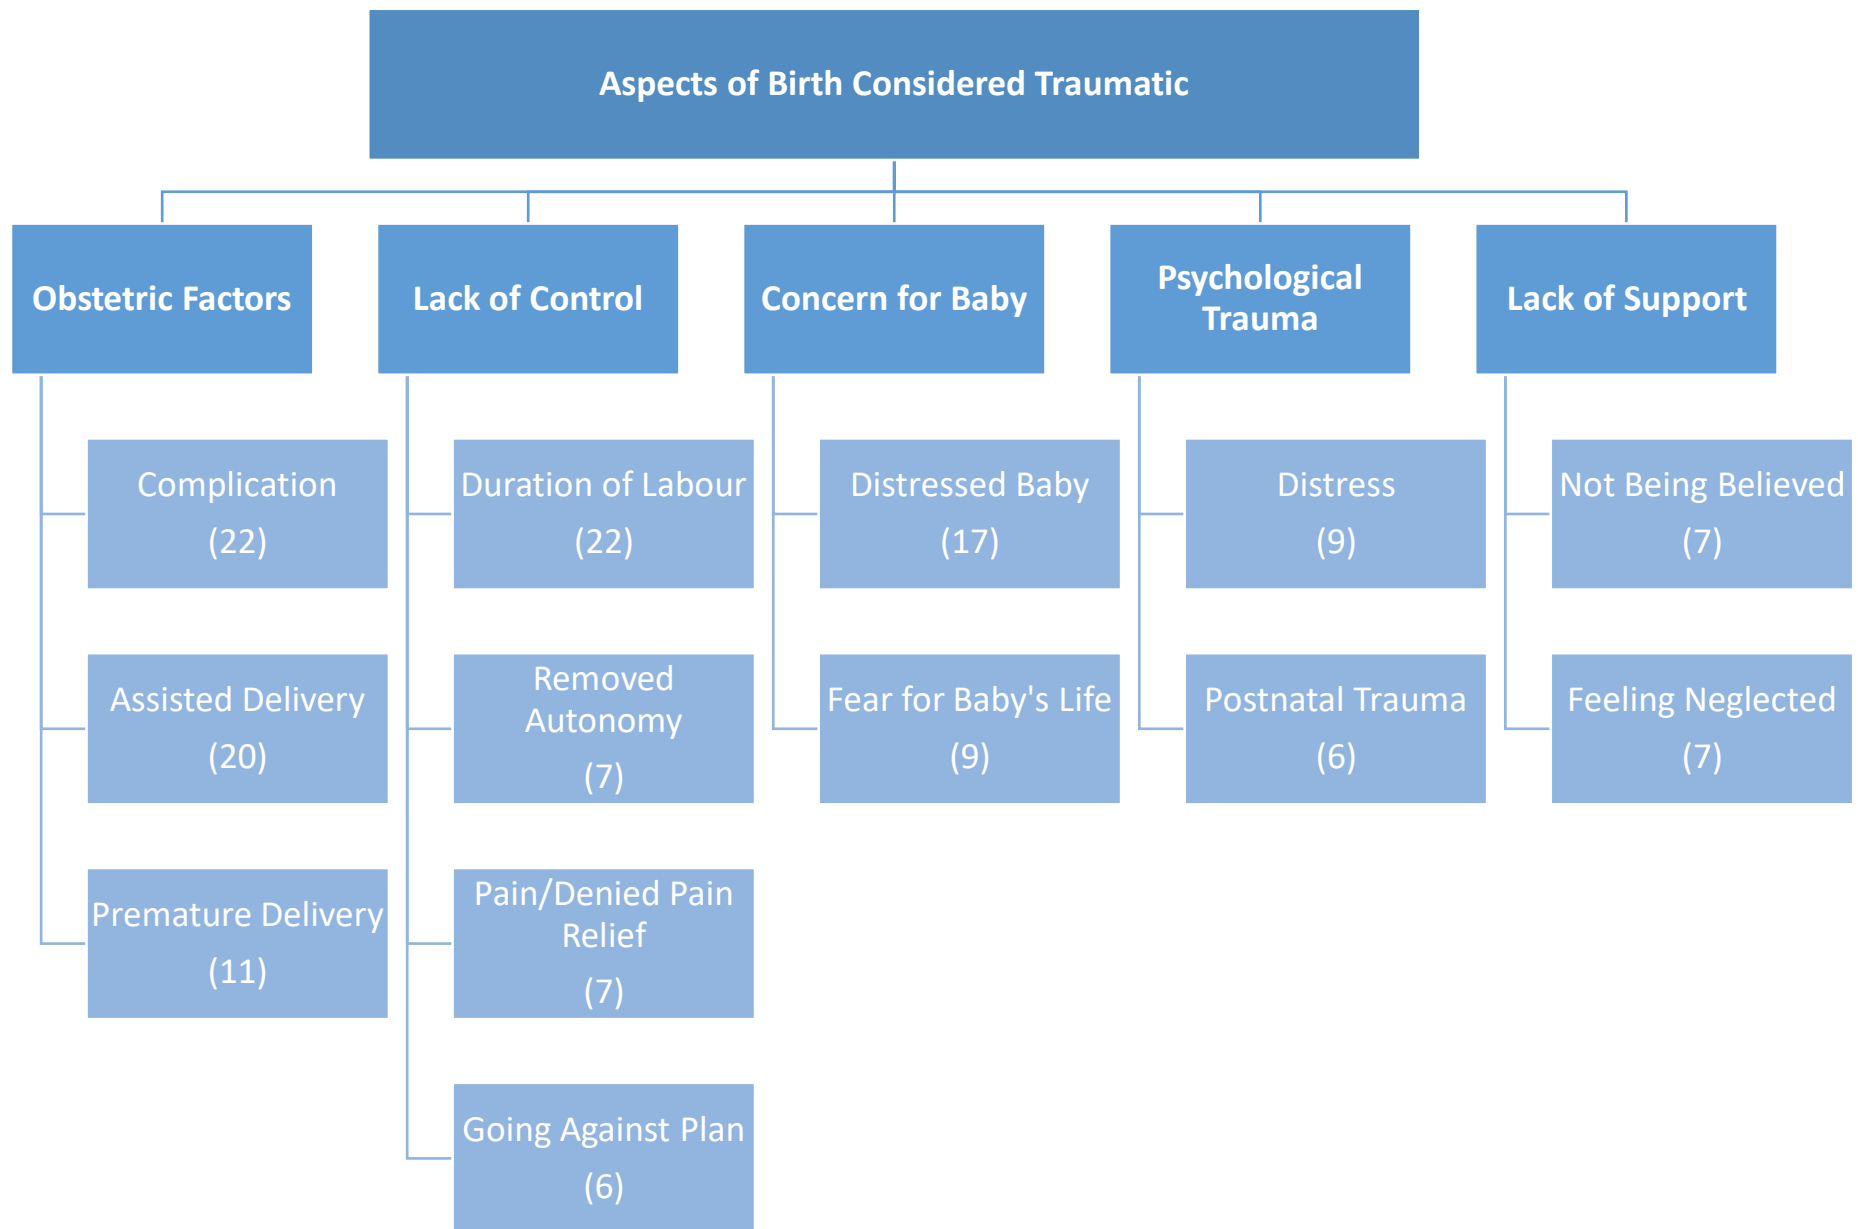 Aspects of Birth Considered Traumatic
Obstetric Factors
Complication
(22)
Assisted Delivery
(20)
Premature Delivery
(11)
Lack of Control
Duration of Labour
(22)
Removed
Autonomy
(7)
Pain/Denied Pain
Relief
(7)
Going Against Plan
(6)
Concern for Baby
Distressed Baby
(17)
Fear for Baby's Life
(9)
Psychological
Trauma
Distress
(9)
Postnatal Trauma
(6)
Lack of Support
Not Being Believed
(7)
Feeling Neglected
(7)